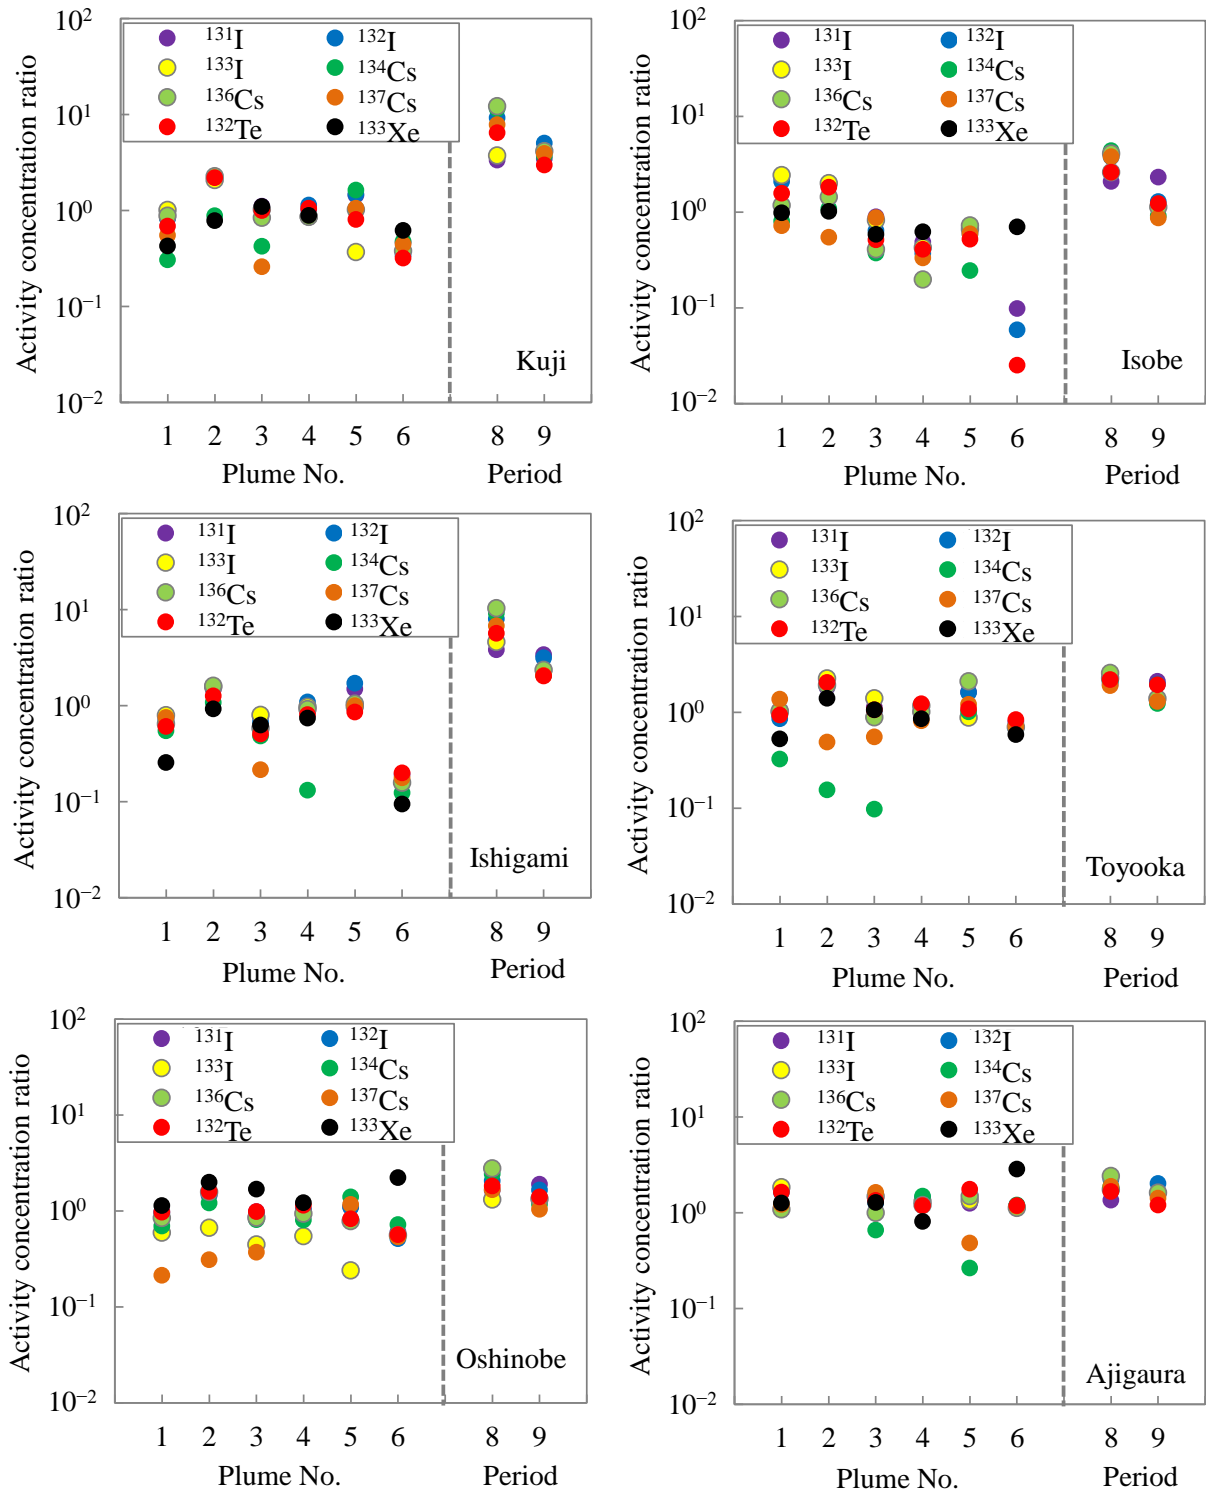 Activity concentration ratio
10²
10¹
10⁰
10⁻¹
10⁻²
¹³¹I ¹³²I
¹³³I ¹³⁴Cs
¹³⁶Cs ¹³⁷Cs
¹³²Te ¹³³Xe
Kuji
1 2 3 4 5 6 8 9
Plume No. Period
Activity concentration ratio
10²
10¹
10⁰
10⁻¹
10⁻²
¹³¹I ¹³²I
¹³³I ¹³⁴Cs
¹³⁶Cs ¹³⁷Cs
¹³²Te ¹³³Xe
Isobe
1 2 3 4 5 6 8 9
Plume No. Period
Activity concentration ratio
10²
10¹
10⁰
10⁻¹
10⁻²
¹³¹I ¹³²I
¹³³I ¹³⁴Cs
¹³⁶Cs ¹³⁷Cs
¹³²Te ¹³³Xe
Ishigami
1 2 3 4 5 6 8 9
Plume No. Period
Activity concentration ratio
10²
10¹
10⁰
10⁻¹
10⁻²
¹³¹I ¹³²I
¹³³I ¹³⁴Cs
¹³⁶Cs ¹³⁷Cs
¹³²Te ¹³³Xe
Toyooka
1 2 3 4 5 6 8 9
Plume No. Period
Activity concentration ratio
10²
10¹
10⁰
10⁻¹
10⁻²
¹³¹I ¹³²I
¹³³I ¹³⁴Cs
¹³⁶Cs ¹³⁷Cs
¹³²Te ¹³³Xe
Oshinobe
1 2 3 4 5 6 8 9
Plume No. Period
Activity concentration ratio
10²
10¹
10⁰
10⁻¹
10⁻²
¹³¹I ¹³²I
¹³³I ¹³⁴Cs
¹³⁶Cs ¹³⁷Cs
¹³²Te ¹³³Xe
Ajigaura
1 2 3 4 5 6 8 9
Plume No. Period